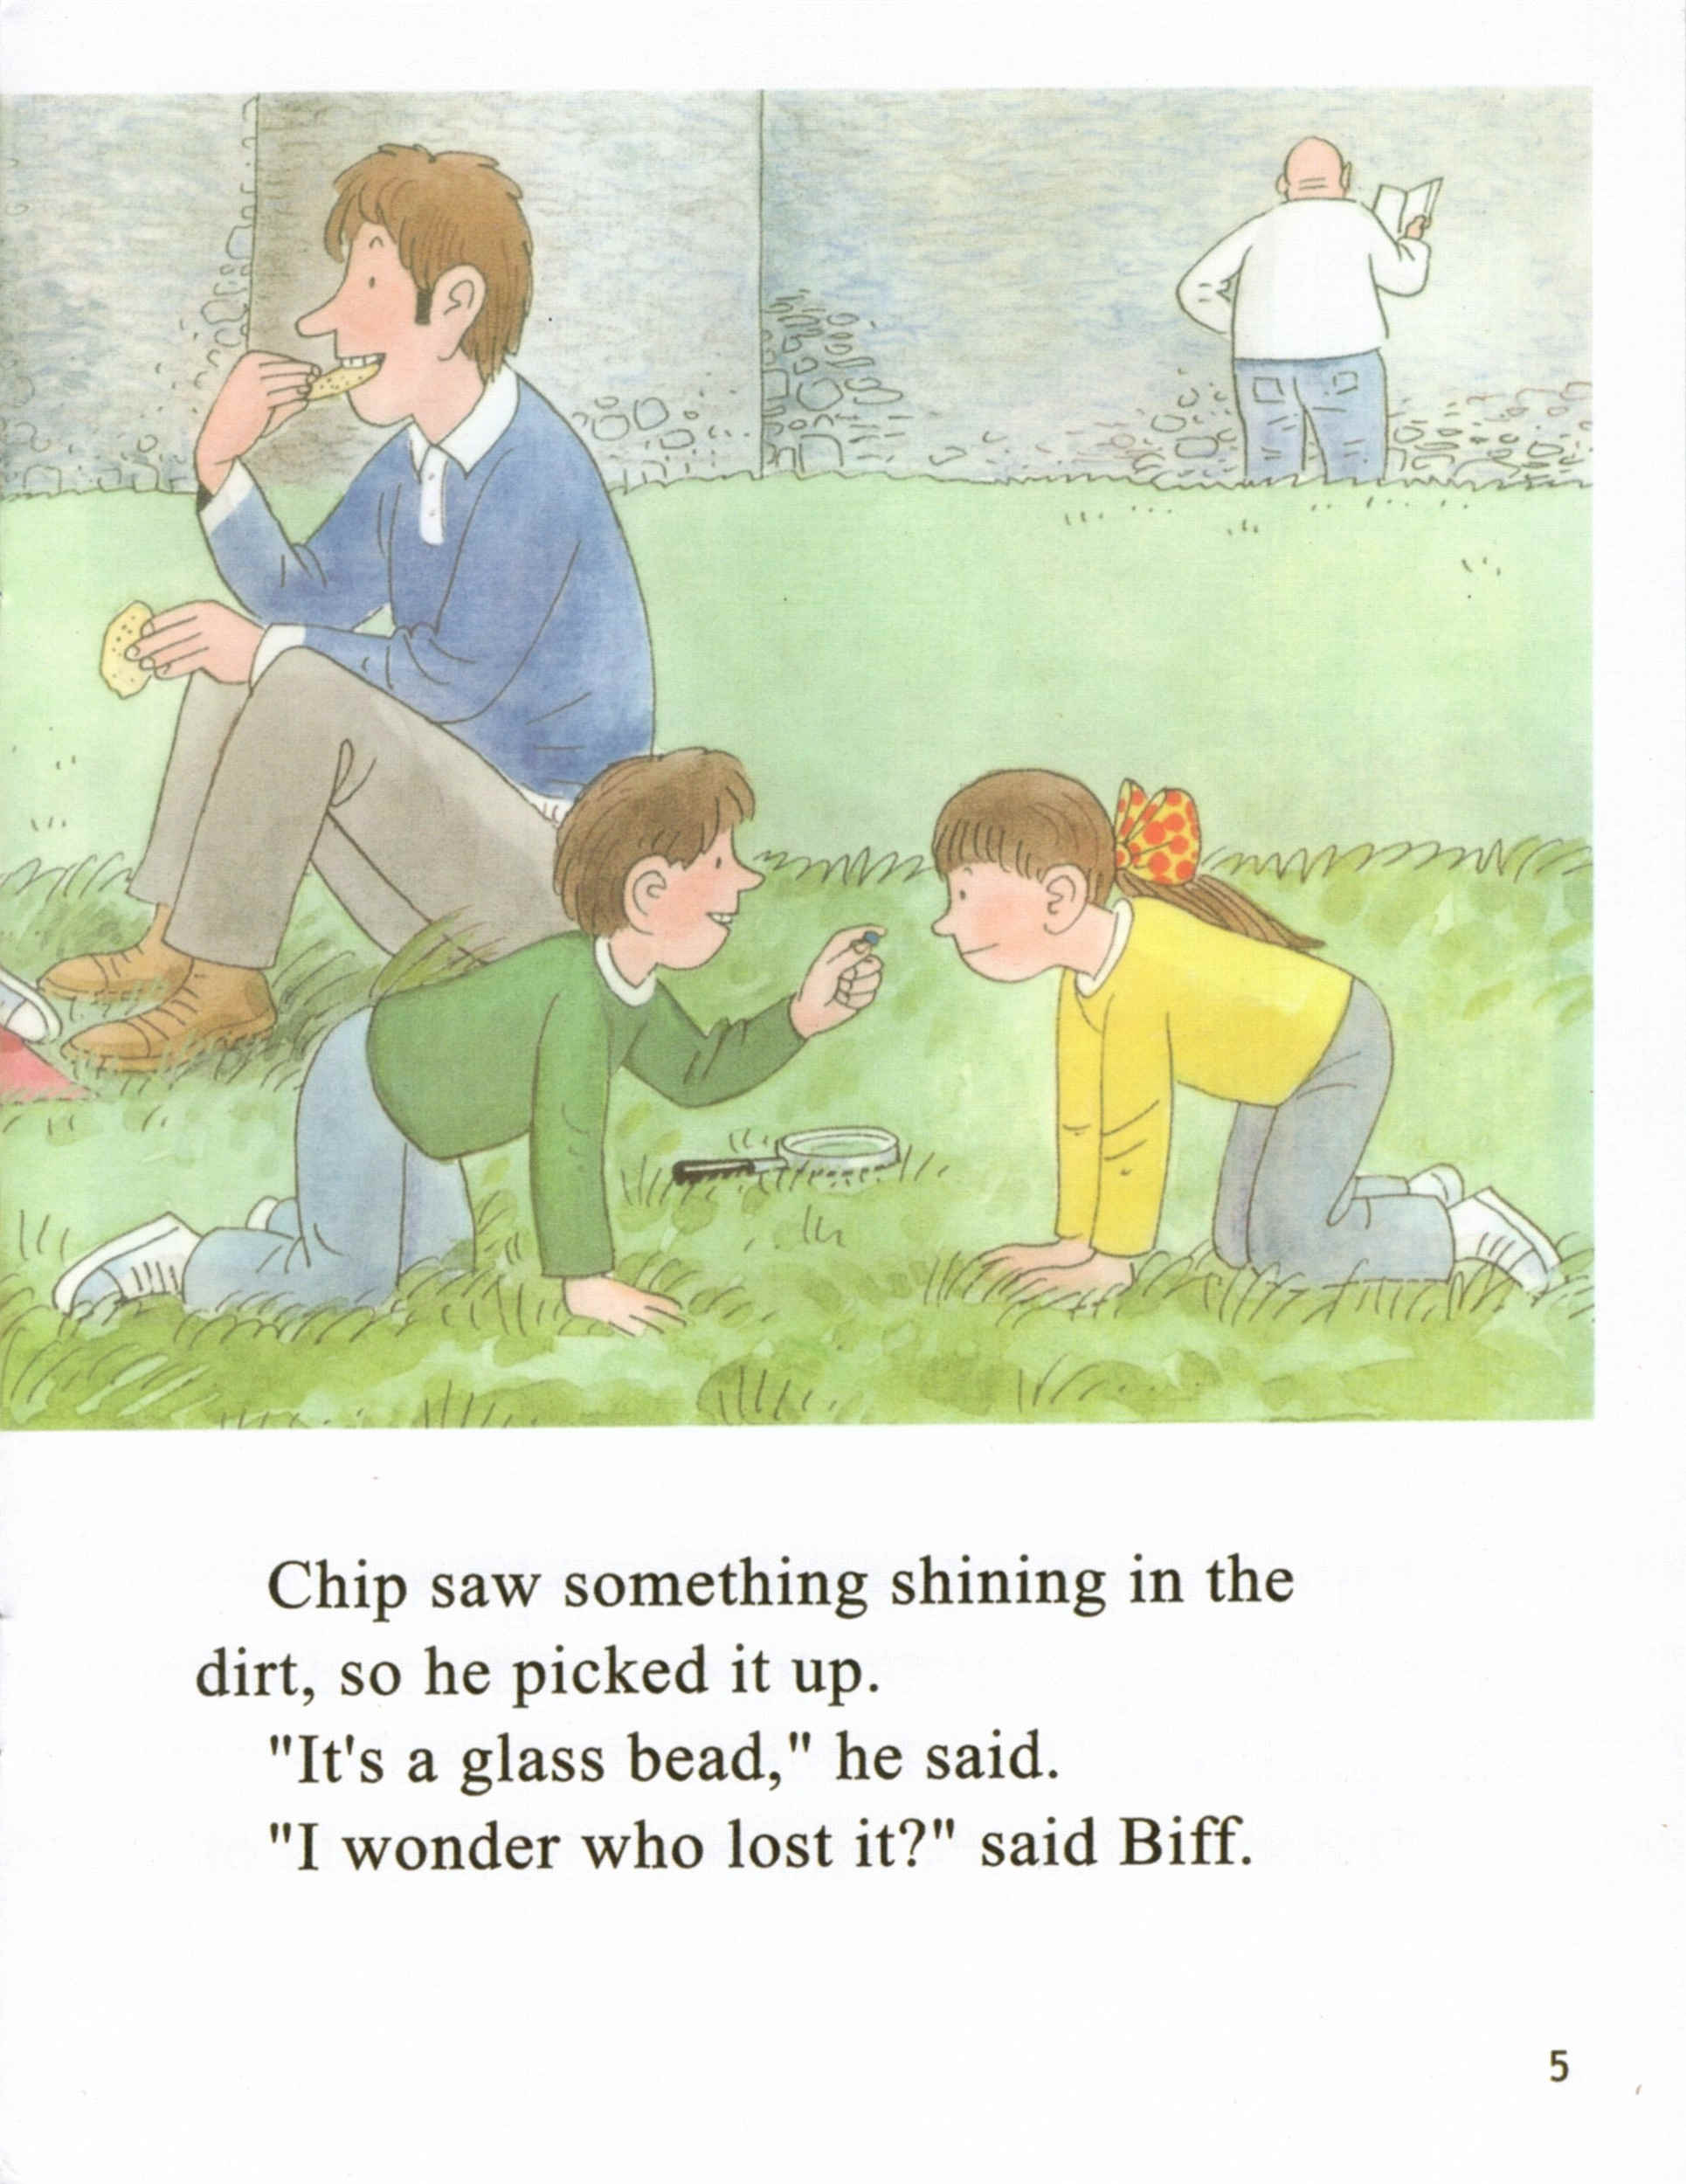 Chip saw something shining in the
dirt, so he picked it up.
"It's a glass bead," he said.
"I wonder who lost it?" said Biff.
5